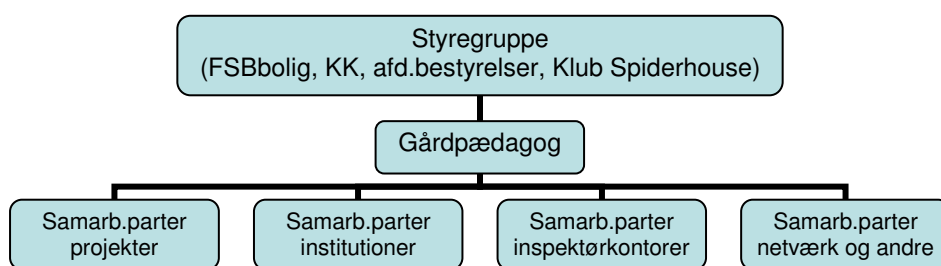 Styregruppe
(FSBbolig, KK, afd.bestyrelser, Klub Spiderhouse)
Gårdpædagog
Samarb.parter
projekter
Samarb.parter
institutioner
Samarb.parter
inspektørkontorer
Samarb.parter
netværk og andre